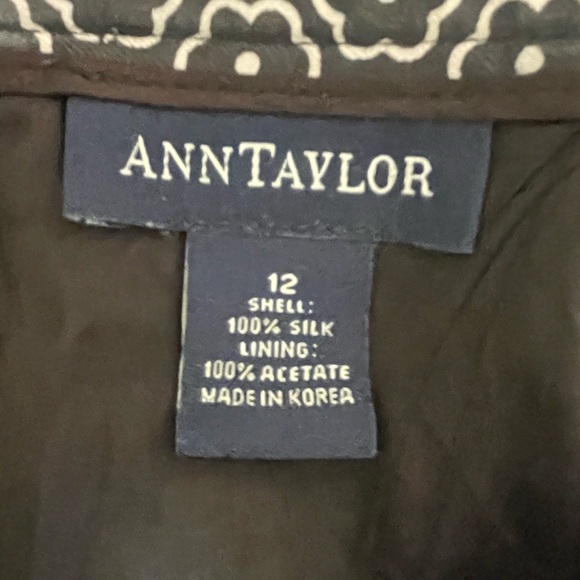 ANNTAYLOR
12
SHELL:
100% SILK
LINING:
100% ACETATE
MADE IN KOREA